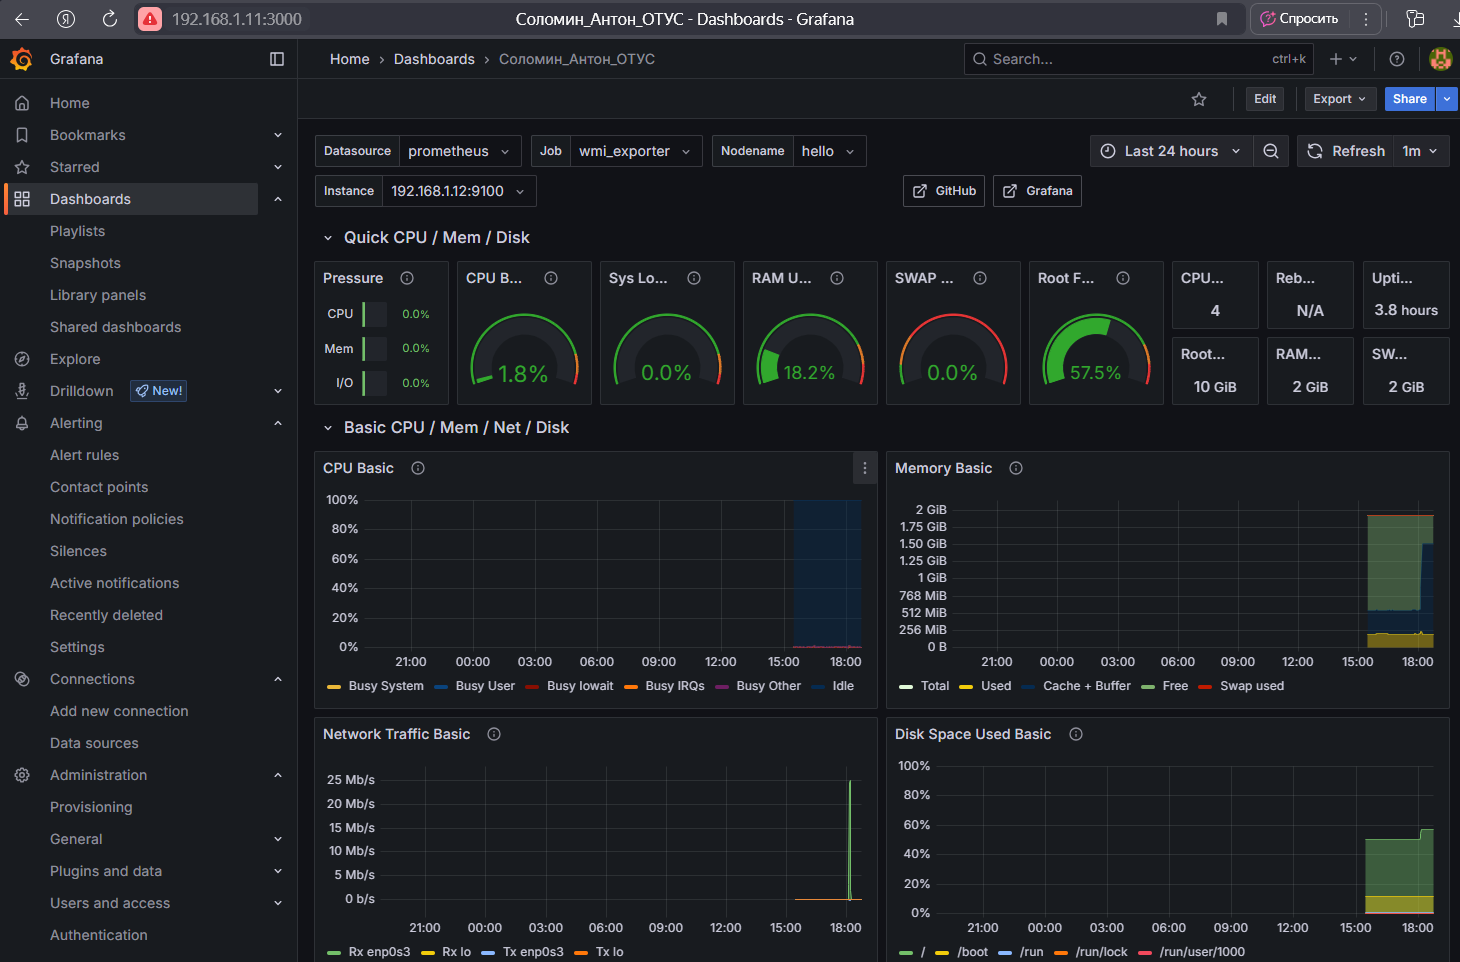 192.168.1.11:3000
Соломин_Антон_ОТУС - Dashboards - Grafana
Спросить
Grafana
Home › Dashboards › Соломин_Антон_ОТУС
Search...
ctrl+k
Edit
Export
Share
Home
Bookmarks
Starred
Dashboards
Playlists
Snapshots
Library panels
Shared dashboards
Explore
Drilldown New!
Alerting
Alert rules
Contact points
Notification policies
Silences
Active notifications
Recently deleted
Settings
Connections
Add new connection
Data sources
Administration
Provisioning
General
Plugins and data
Users and access
Authentication
Datasource prometheus
Job wmi_exporter
Nodename hello
Last 24 hours
Refresh 1m
Instance 192.168.1.12:9100
GitHub
Grafana
Quick CPU / Mem / Disk
Pressure
CPU 0.0%
Mem 0.0%
I/O 0.0%
CPU B...
1.8%
Sys Lo...
0.0%
RAM U...
18.2%
SWAP ...
0.0%
Root F...
57.5%
CPU...
4
Reb...
N/A
Upti...
3.8 hours
Root...
10 GiB
RAM...
2 GiB
SW...
2 GiB
Basic CPU / Mem / Net / Disk
CPU Basic
100%
80%
60%
40%
20%
0%
21:00 00:00 03:00 06:00 09:00 12:00 15:00 18:00
Busy System Busy User Busy Iowait Busy IRQs Busy Other Idle
Memory Basic
2 GiB
1.75 GiB
1.50 GiB
1.25 GiB
1 GiB
768 MiB
512 MiB
256 MiB
0 B
21:00 00:00 03:00 06:00 09:00 12:00 15:00 18:00
Total Used Cache + Buffer Free Swap used
Network Traffic Basic
25 Mb/s
20 Mb/s
15 Mb/s
10 Mb/s
5 Mb/s
0 b/s
21:00 00:00 03:00 06:00 09:00 12:00 15:00 18:00
Rx enp0s3 Rx lo Tx enp0s3 Tx lo
Disk Space Used Basic
100%
80%
60%
40%
20%
0%
21:00 00:00 03:00 06:00 09:00 12:00 15:00 18:00
/ /boot /run /run/lock /run/user/1000